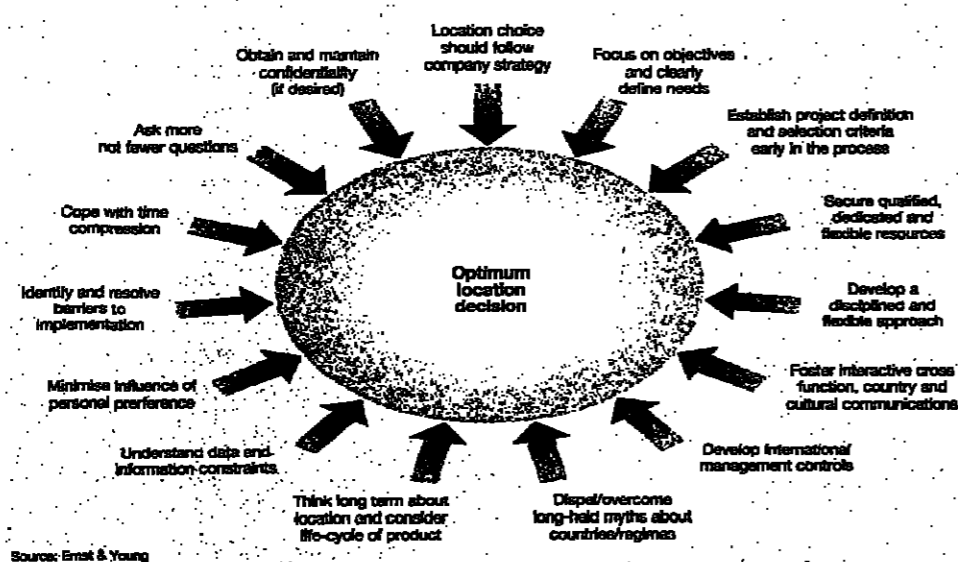 Location choice
should follow
company strategy
Focus on objectives
and clearly
define needs
Establish project definition
and selection criteria
early in the process
Secure qualified,
dedicated and
flexible resources
Develop a
disciplined and
flexible approach
Foster interactive cross
function, country and
cultural communications
Develop international
management controls
Dispel/overcome
long-held myths about
countries/regimes
Think long term about
location and consider
life-cycle of product
Understand data and
information constraints
Minimise influence of
personal prerference
Identify and resolve
barriers to
implementation
Cope with time
compression
Ask more
not fewer questions
Obtain and maintain
confidentiality
(if desired)
Optimum
location
decision
Source: Ernst & Young